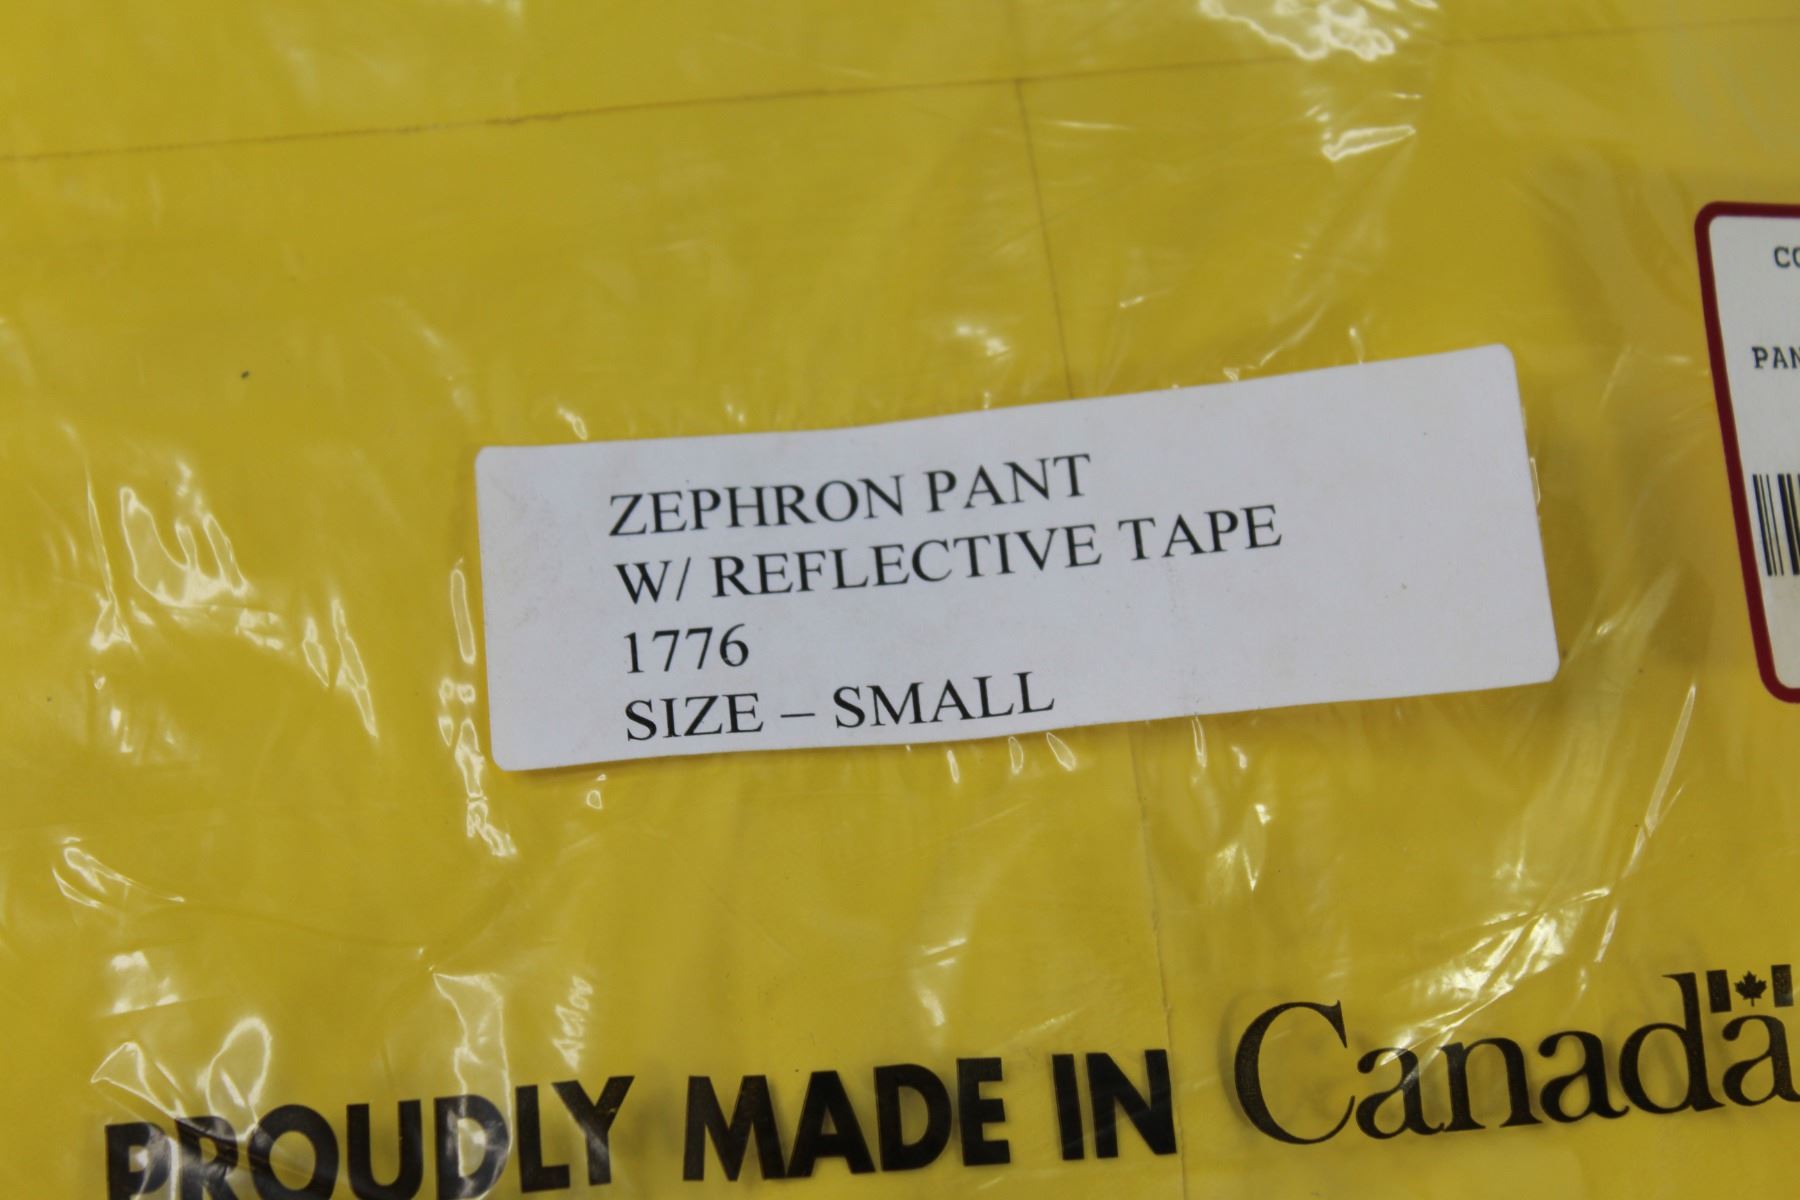 ZEPHRON PANT
W/ REFLECTIVE TAPE
1776
SIZE – SMALL
PROUDLY MADE IN Canada